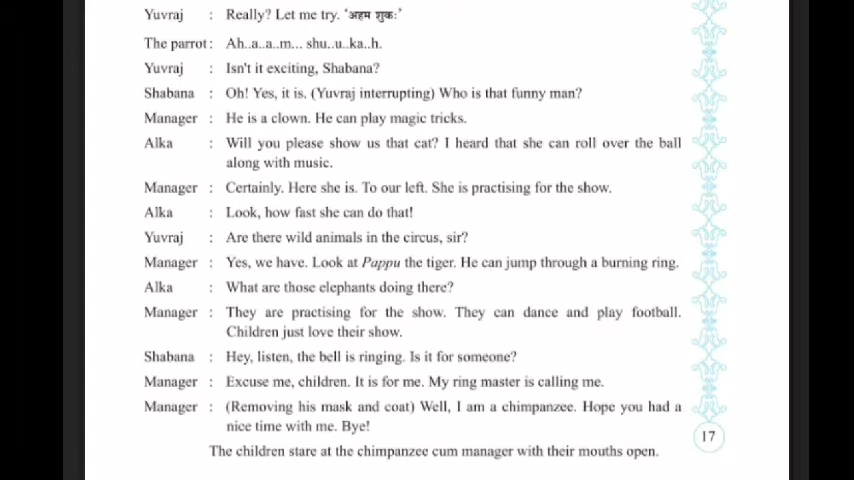 Yuvraj : Really? Let me try. ‘अहम शुकः’
The parrot : Ah..a..a..m... shu..u..ka..h.
Yuvraj : Isn't it exciting, Shabana?
Shabana : Oh! Yes, it is. (Yuvraj interrupting) Who is that funny man?
Manager : He is a clown. He can play magic tricks.
Alka : Will you please show us that cat? I heard that she can roll over the ball
along with music.
Manager : Certainly. Here she is. To our left. She is practising for the show.
Alka : Look, how fast she can do that!
Yuvraj : Are there wild animals in the circus, sir?
Manager : Yes, we have. Look at Pappu the tiger. He can jump through a burning ring.
Alka : What are those elephants doing there?
Manager : They are practising for the show. They can dance and play football.
Children just love their show.
Shabana : Hey, listen, the bell is ringing. Is it for someone?
Manager : Excuse me, children. It is for me. My ring master is calling me.
Manager : (Removing his mask and coat) Well, I am a chimpanzee. Hope you had a
nice time with me. Bye!
The children stare at the chimpanzee cum manager with their mouths open.
17